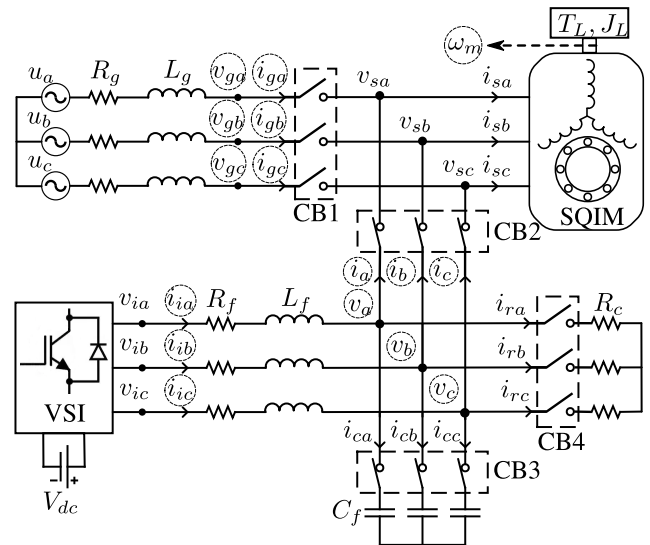 T_L, J_L
ω_m
u_a R_g L_g v_ga i_ga v_sa i_sa
u_b v_gb i_gb v_sb i_sb
u_c v_gc i_gc v_sc i_sc
CB1 SQIM
CB2
i_a i_b i_c
v_ia i_ia R_f L_f v_a i_ra R_c
v_ib i_ib v_b i_rb
v_ic i_ic v_c i_rc
VSI
i_ca i_cb i_cc CB4
CB3
- +
V_dc C_f